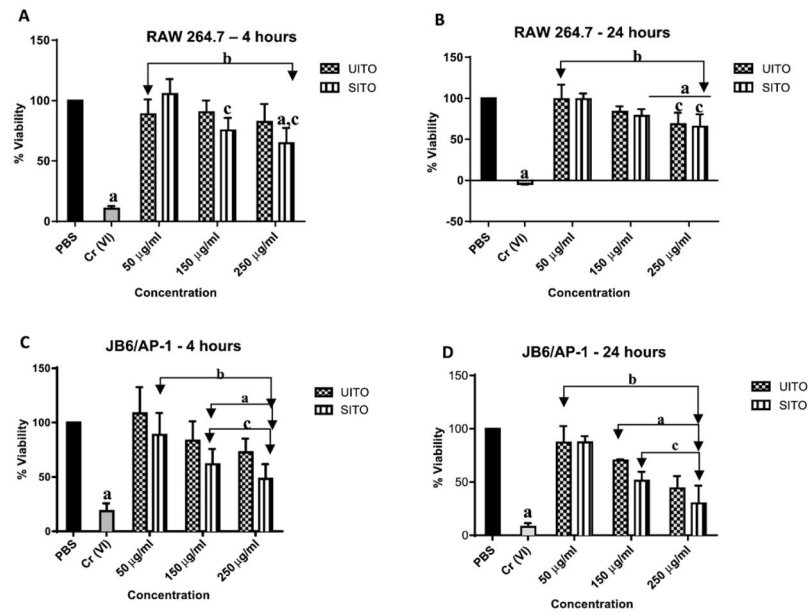 A
RAW 264.7 – 4 hours
b
150
100
50
0
% Viability
a
c
a,c
UITO
SITO
PBS
Cr (VI)
50 µg/ml
150 µg/ml
250 µg/ml
Concentration
B
RAW 264.7 - 24 hours
b
150
100
50
0
-50
% Viability
a
a
c c
UITO
SITO
PBS
Cr (VI)
50 µg/ml
150 µg/ml
250 µg/ml
Concentration
C
JB6/AP-1 - 4 hours
b
a
c
150
100
50
0
% Viability
a
UITO
SITO
PBS
Cr (VI)
50 µg/ml
150 µg/ml
250 µg/ml
Concentration
D
JB6/AP-1 - 24 hours
b
a
c
150
100
50
0
% Viability
a
UITO
SITO
PBS
Cr (VI)
50 µg/ml
150 µg/ml
250 µg/ml
Concentration